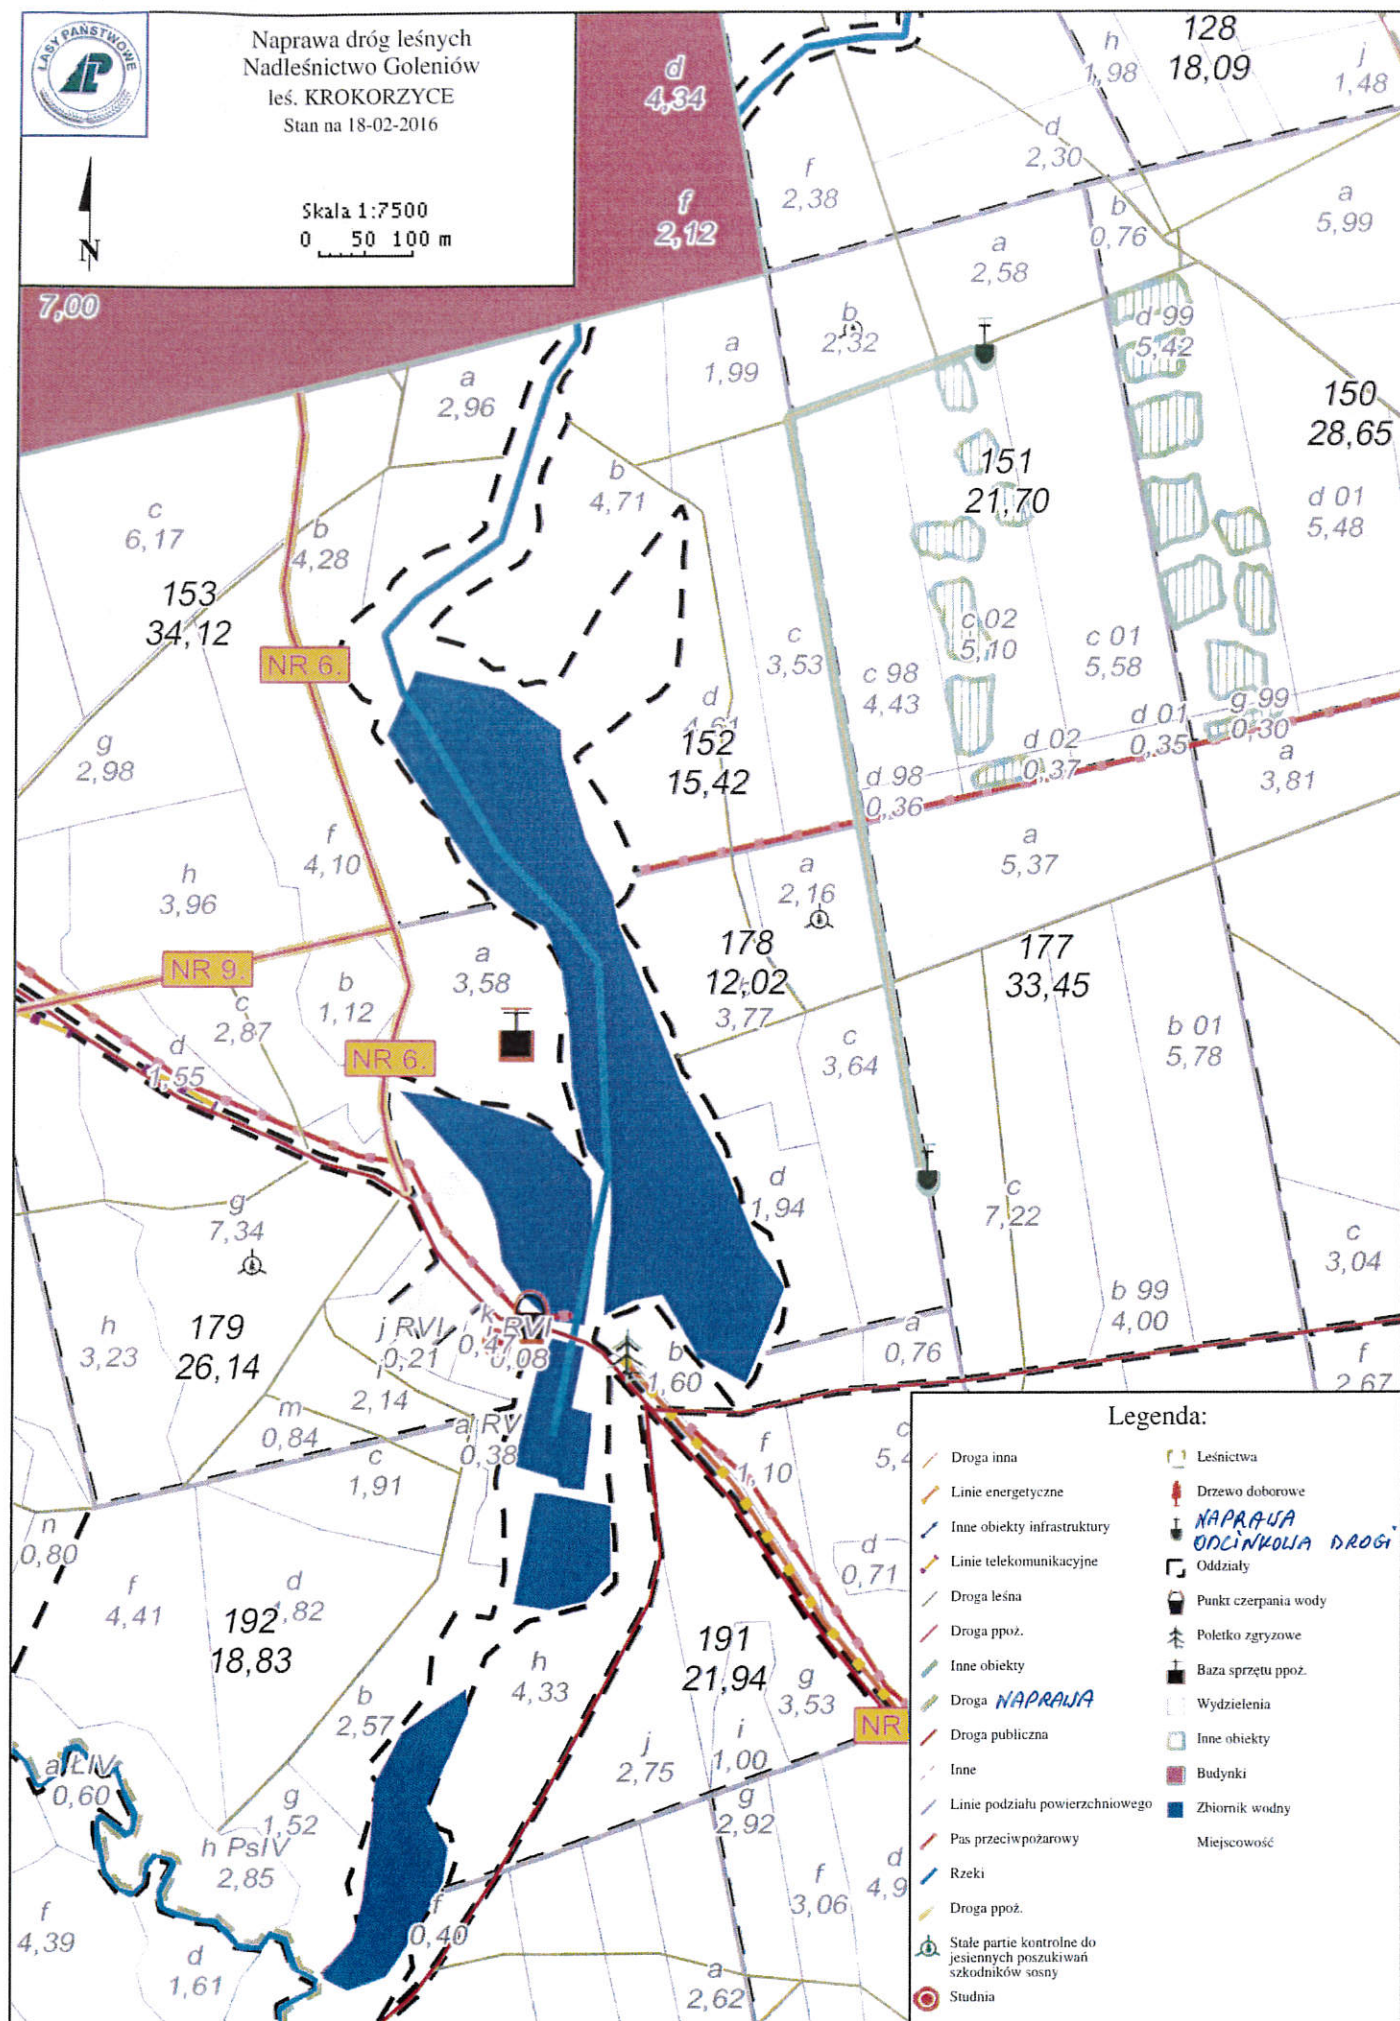 LASY PAŃSTWOWE
Naprawa dróg leśnych
Nadleśnictwo Goleniów
leś. KROKORZYCE
Stan na 18-02-2016
N
Skala 1:7500
0 50 100 m
d
4,34
f
2,12
7,00
128
18,09
h
1,98
j
1,48
d
2,30
f
2,38
b
0,76
a
5,99
a
2,58
b
2,32
a
1,99
a
2,96
d 99
5,42
150
28,65
151
21,70
b
4,71
d 01
5,48
c
6,17
b
4,28
153
34,12
NR 6.
c
3,53
c 02
5,10
c 01
5,58
c 98
4,43
g
2,98
d
4,61
152
15,42
d 01
0,35
g 99
0,30
d 02
0,37
d 98
0,36
a
3,81
f
4,10
h
3,96
a
5,37
a
2,16
NR 9.
a
3,58
178
12,02
3,77
177
33,45
b
1,12
c
2,87
d
1,55
NR 6.
c
3,64
b 01
5,78
g
7,34
d
1,94
c
7,22
c
3,04
b 99
4,00
h
3,23
179
26,14
j RVI
0,21
k
0,47
RVI
0,08
b
1,60
a
0,76
f
2,67
2,14
m
0,84
a RV
0,38
c
1,91
f
1,10
n
0,80
d
0,71
f
4,41
d
1,82
192
18,83
191
21,94
h
4,33
g
3,53
b
2,57
NR
j
2,75
i
1,00
a ŁIV
0,60
g
1,52
g
2,92
h PsIV
2,85
f
3,06
d
4,9
f
4,39
f
0,40
d
1,61
a
2,62
Legenda:
Droga inna
Linie energetyczne
Inne obiekty infrastruktury
Linie telekomunikacyjne
Droga leśna
Droga ppoż.
Inne obiekty
Droga NAPRAWA
Droga publiczna
Inne
Linie podziału powierzchniowego
Pas przeciwpożarowy
Rzeki
Droga ppoż.
Stałe partie kontrolne do
jesiennych poszukiwań
szkodników sosny
Studnia
Leśnictwa
Drzewo doborowe
NAPRAWA
ODCINKOWA DROGI
Oddziały
Punkt czerpania wody
Poletko zgryzowe
Baza sprzętu ppoż.
Wydzielenia
Inne obiekty
Budynki
Zbiornik wodny
Miejscowość